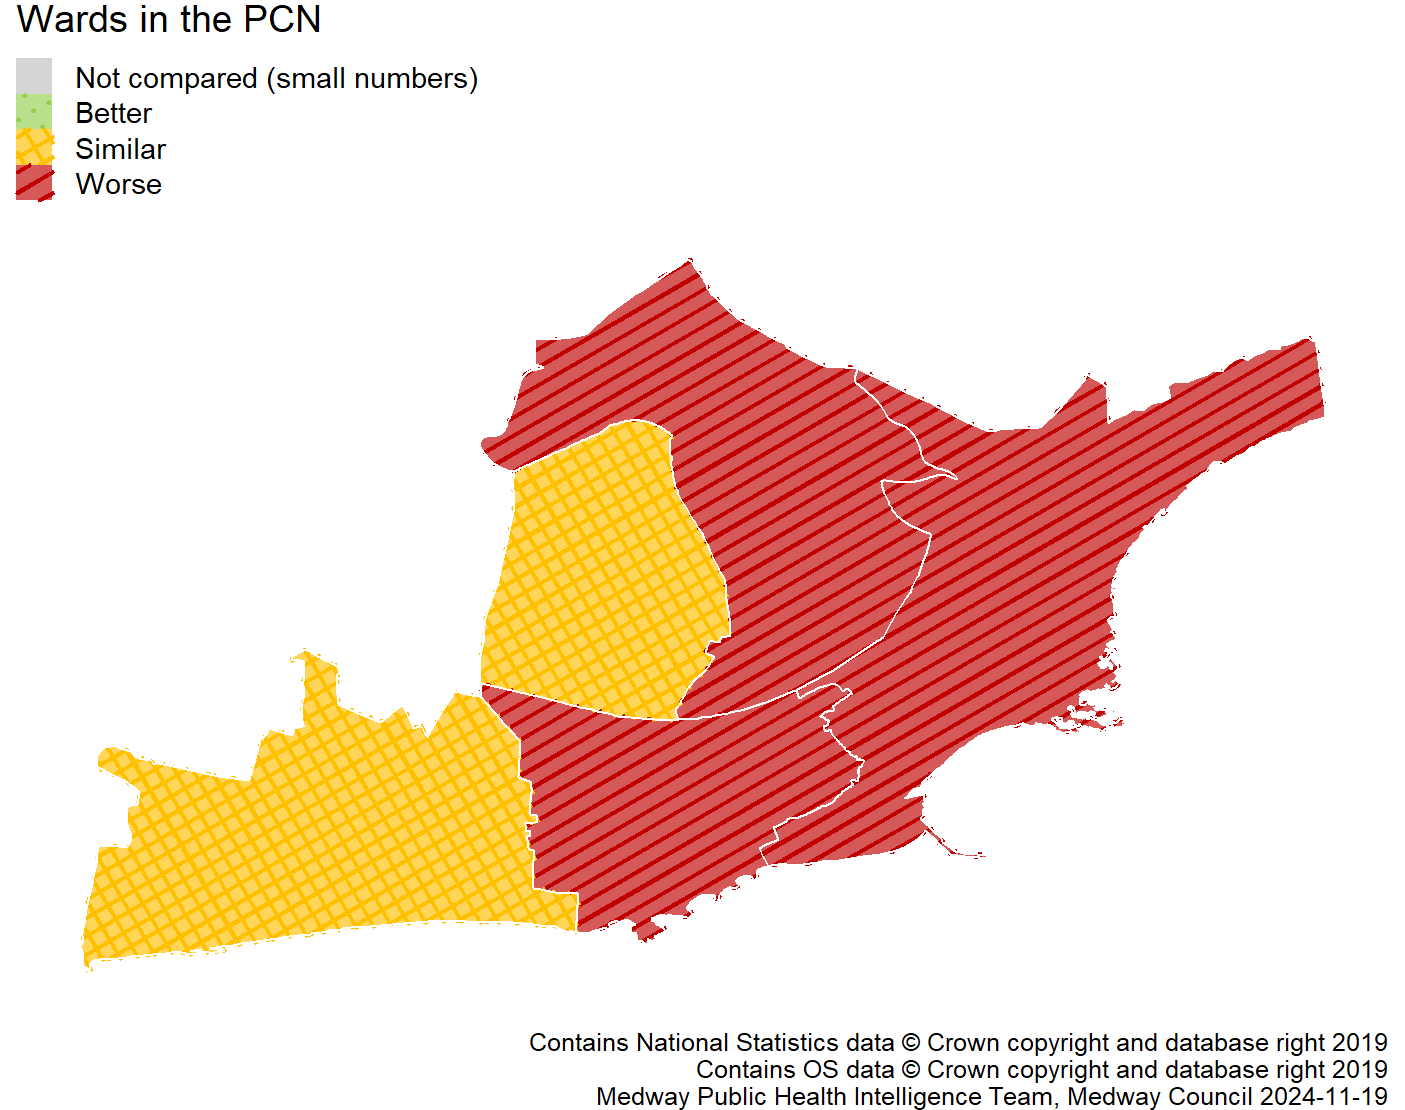 Wards in the PCN
Not compared (small numbers)
Better
Similar
Worse
Contains National Statistics data © Crown copyright and database right 2019
Contains OS data © Crown copyright and database right 2019
Medway Public Health Intelligence Team, Medway Council 2024-11-19